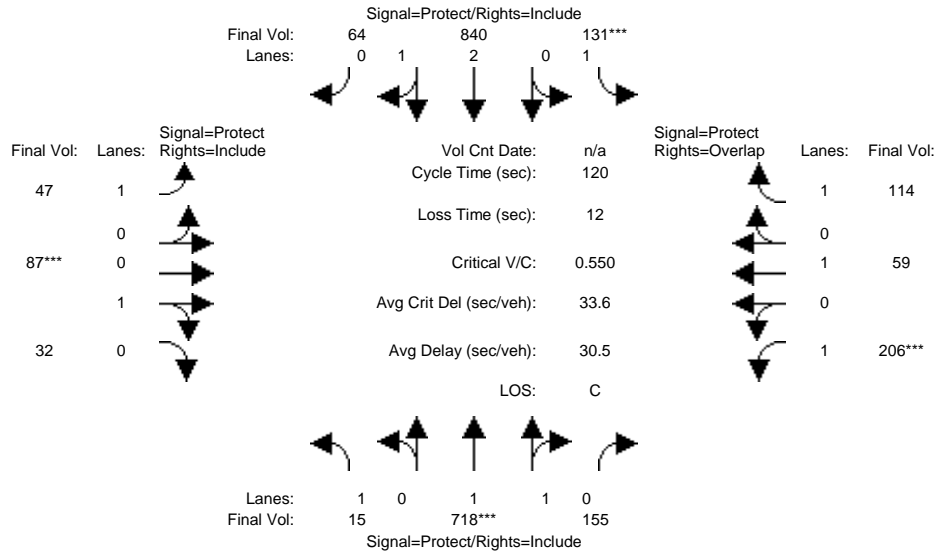 Signal=Protect/Rights=Include
Final Vol: 64 840 131***
Lanes: 0 1 2 0 1
Signal=Protect
Final Vol: Lanes: Rights=Include
Vol Cnt Date: n/a
Signal=Protect
Rights=Overlap Lanes: Final Vol:
Cycle Time (sec): 120
47 1
1 114
Loss Time (sec): 12
0
0
87*** 0
Critical V/C: 0.550
1 59
1
Avg Crit Del (sec/veh): 33.6
0
32 0
Avg Delay (sec/veh): 30.5
1 206***
LOS: C
Lanes: 1 0 1 1 0
Final Vol: 15 718*** 155
Signal=Protect/Rights=Include